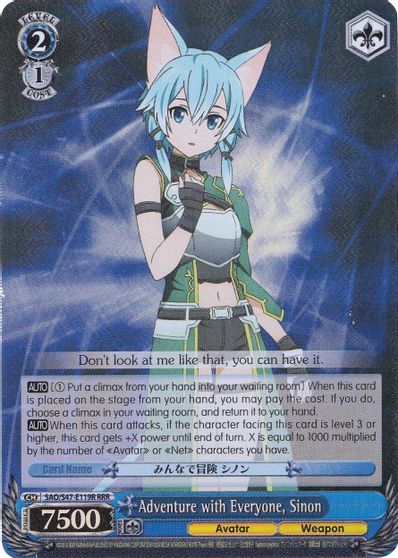 LEVEL
2
1
COST
Don't look at me like that, you can have it.
AUTO [① Put a climax from your hand into your waiting room] When this card
is placed on the stage from your hand, you may pay the cost. If you do,
choose a climax in your waiting room, and return it to your hand.
AUTO When this card attacks, if the character facing this card is level 3 or
higher, this card gets +X power until end of turn. X is equal to 1000 multiplied
by the number of «Avatar» or «Net» characters you have.
Card Name みんなで冒険 シノン
CH SAO/S47-E119R RRR
POWER
7500
Adventure with Everyone, Sinon
Avatar Weapon